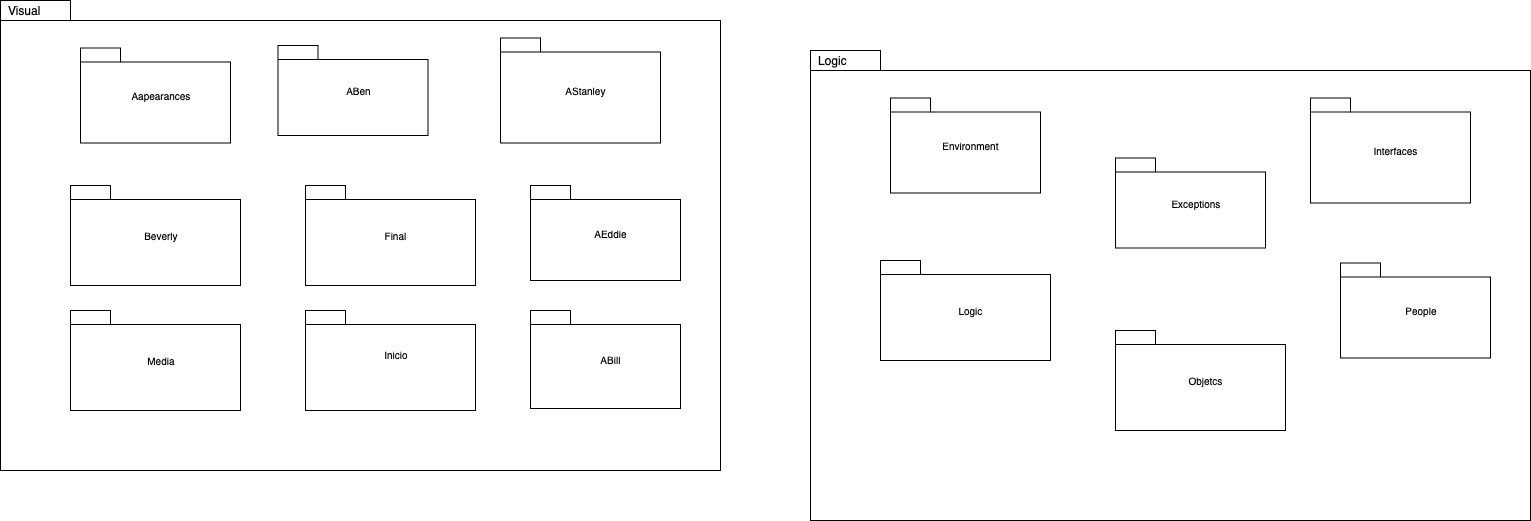 Visual
Aapearances
ABen
AStanley
Beverly
Final
AEddie
Media
Inicio
ABill
Logic
Environment
Interfaces
Exceptions
Logic
People
Objetcs